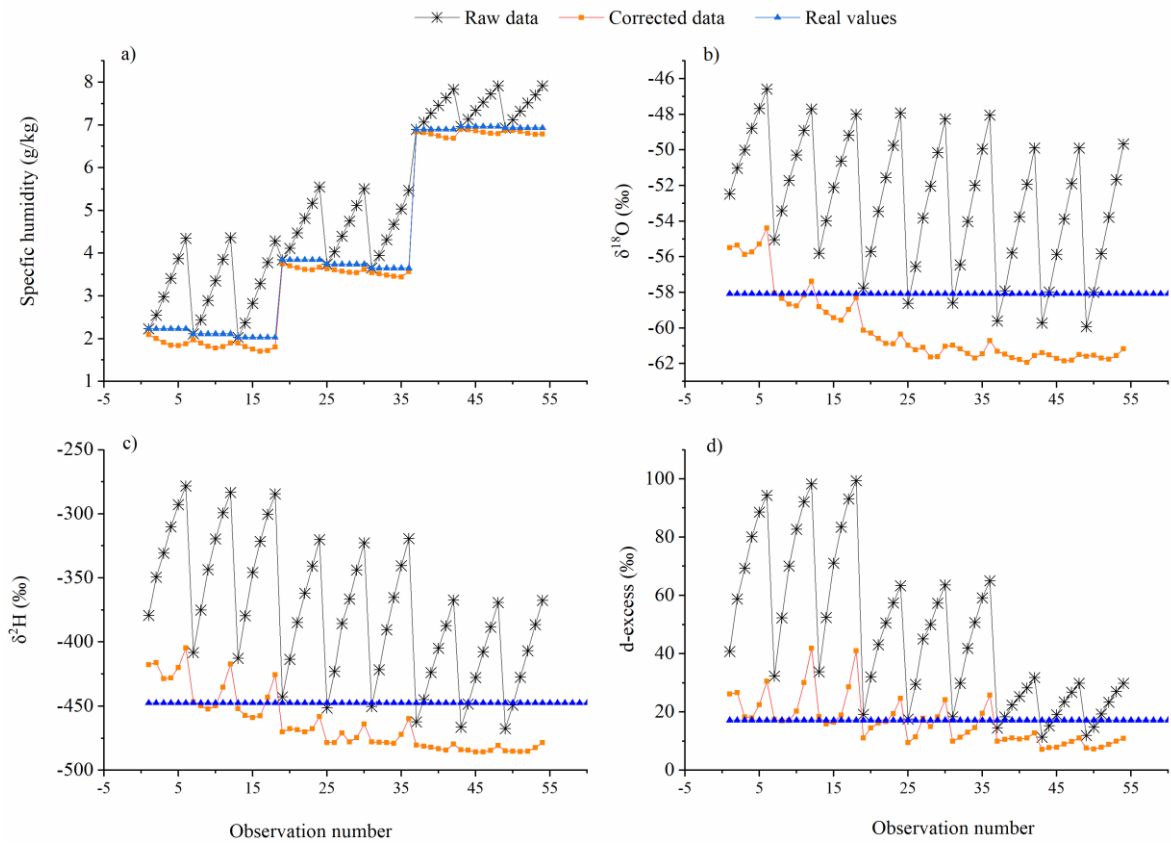 Raw data Corrected data Real values
a)
Specfic humidity (g/kg)
8
7
6
5
4
3
2
1
-5 5 15 25 35 45 55
b)
δ18O (‰)
-46
-48
-50
-52
-54
-56
-58
-60
-62
-5 5 15 25 35 45 55
c)
δ2H (‰)
-250
-300
-350
-400
-450
-500
-5 5 15 25 35 45 55
Observation number
d)
d-excess (‰)
100
80
60
40
20
0
-5 5 15 25 35 45 55
Observation number